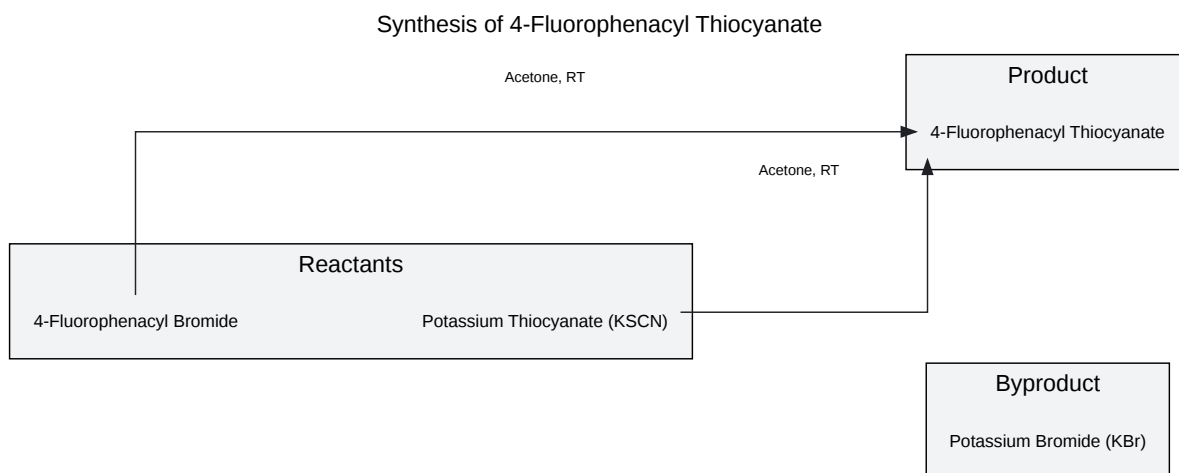 Synthesis of 4-Fluorophenacyl Thiocyanate
Acetone, RT
Product
4-Fluorophenacyl Thiocyanate
Acetone, RT
Reactants
4-Fluorophenacyl Bromide
Potassium Thiocyanate (KSCN)
Byproduct
Potassium Bromide (KBr)